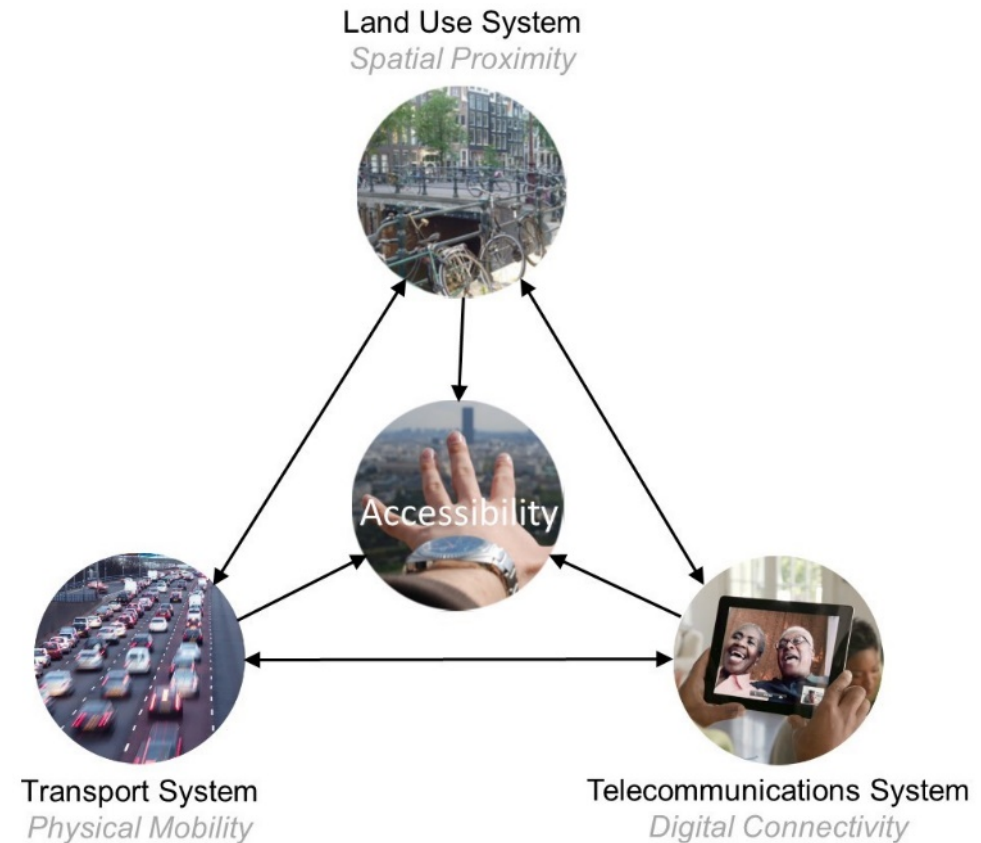 Land Use System
Spatial Proximity
Accessibility
Transport System
Physical Mobility
Telecommunications System
Digital Connectivity